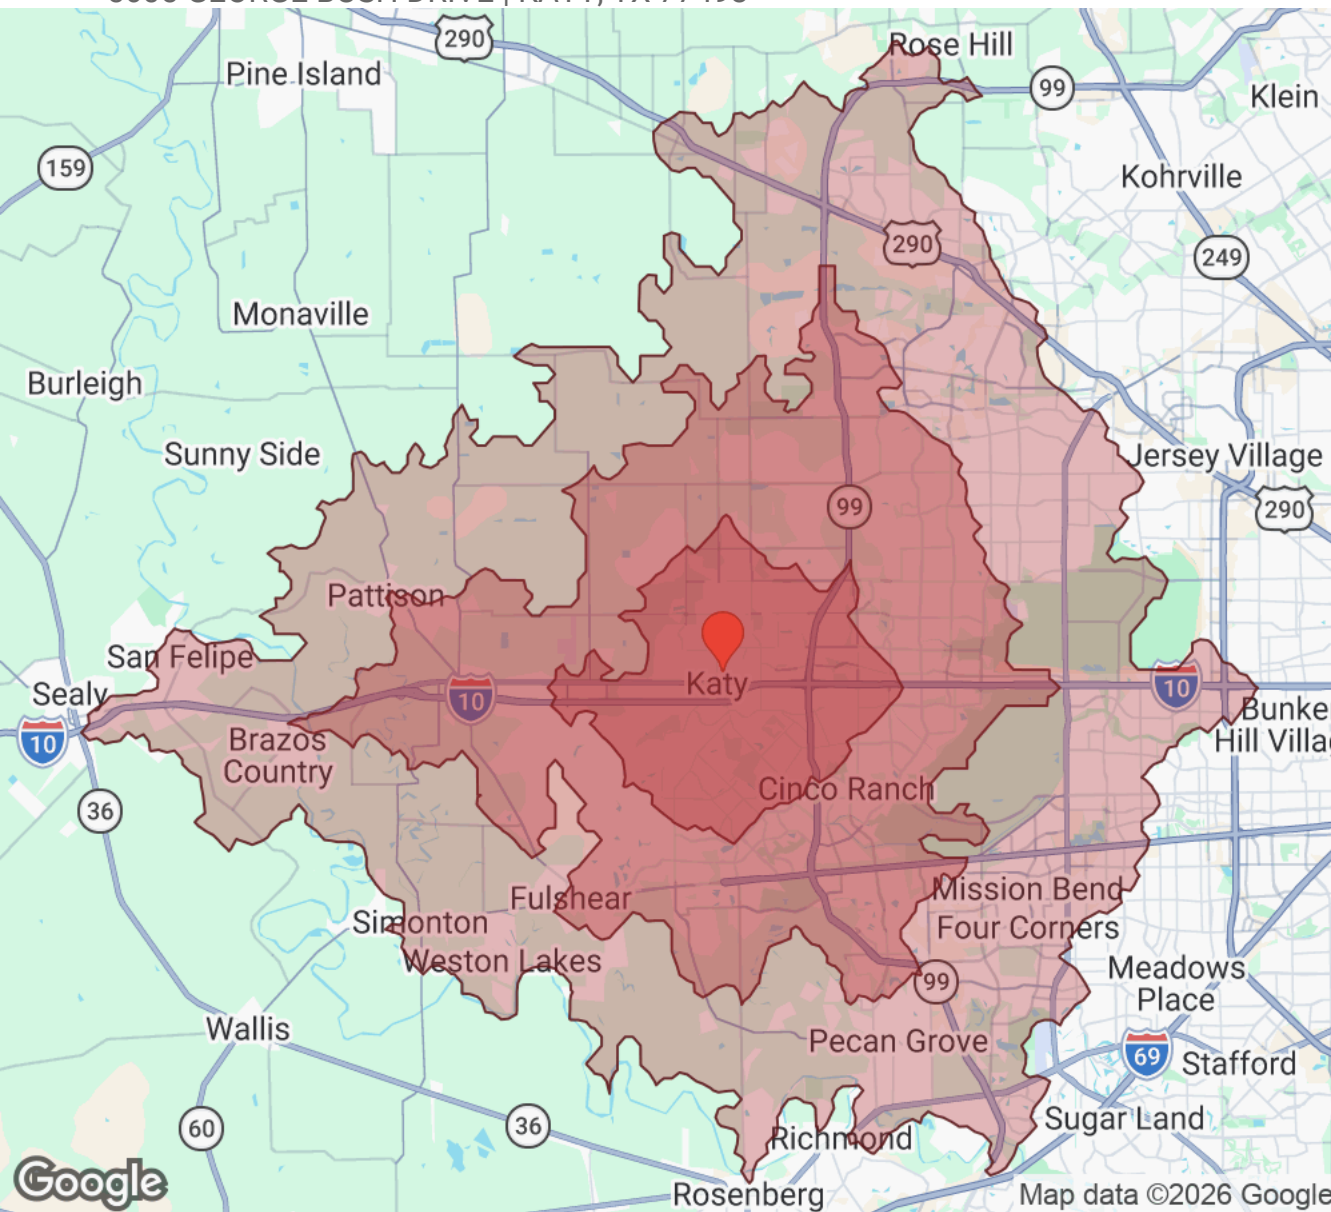 290
Rose Hill
Pine Island
99
Klein
159
Kohrville
290
249
Monaville
Burleigh
Sunny Side
Jersey Village
99
290
Pattison
San Felipe
Katy
Sealy
10
10
10
Brazos
Country
Bunke
Hill Villa
Cinco Ranch
36
Fulshear
Mission Bend
Simonton
Four Corners
Weston Lakes
Meadows
Place
99
Wallis
Pecan Grove
69
Stafford
60
36
Richmond
Sugar Land
Google
Rosenberg
Map data ©2026 Google